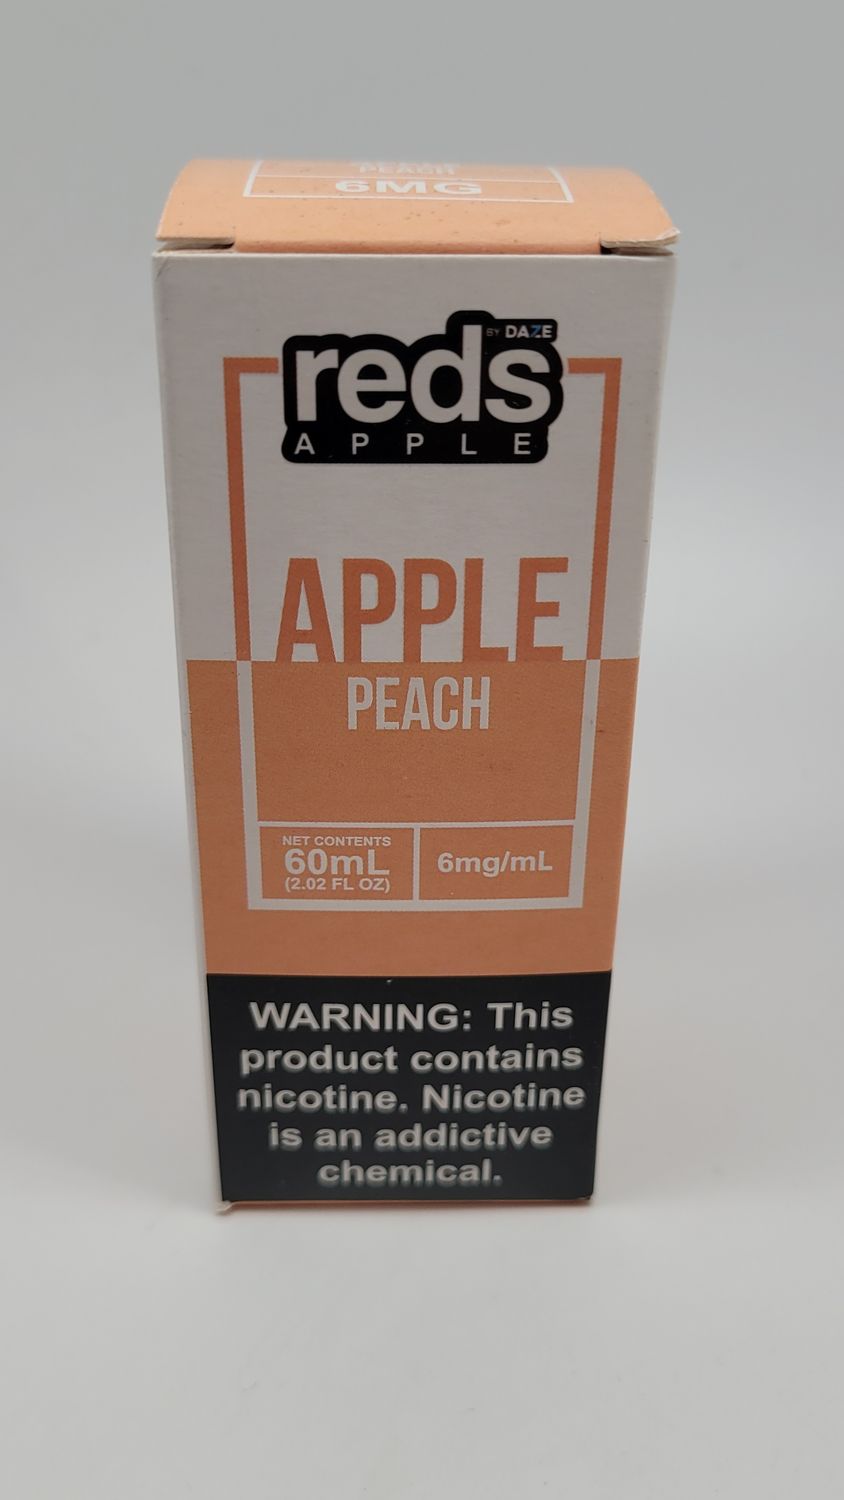 APPLE
PEACH
6MG
BY DAZE
reds
APPLE
APPLE
PEACH
NET CONTENTS
60mL
6mg/mL
(2.02 FL OZ)
WARNING: This
product contains
nicotine. Nicotine
is an addictive
chemical.